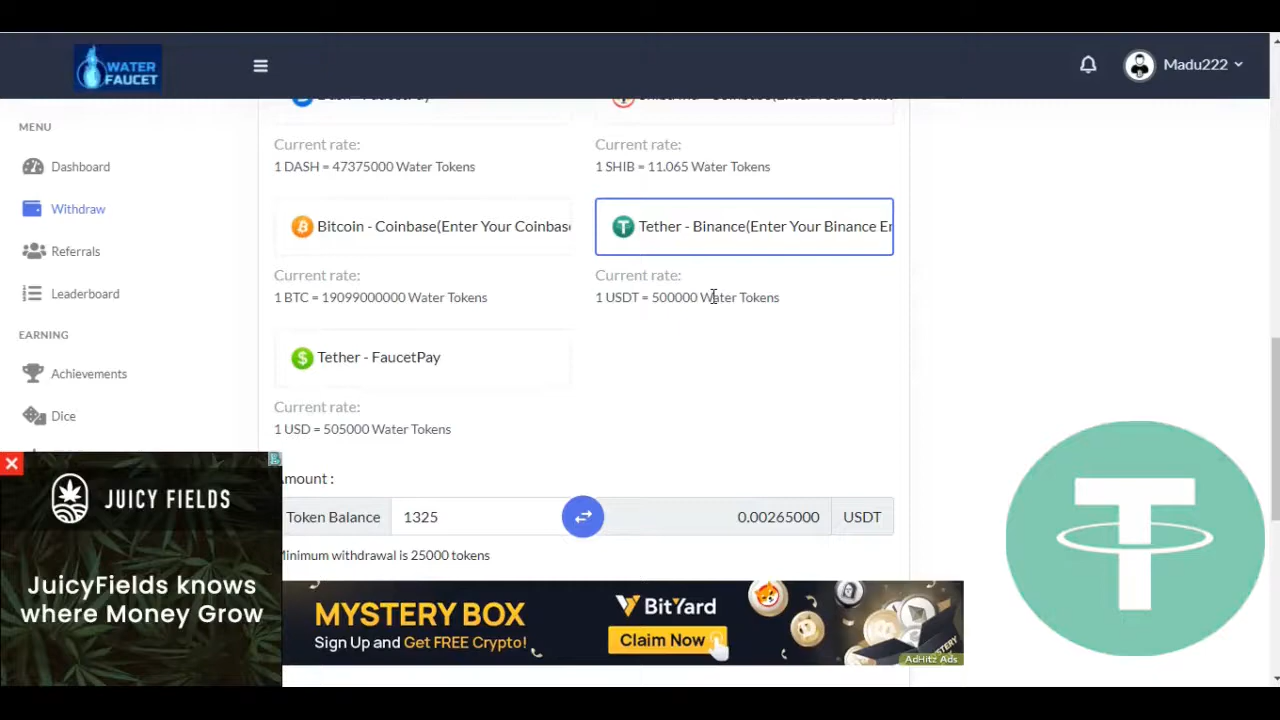 WATER
FAUCET
Madu222
MENU
Dashboard
Withdraw
Referrals
Leaderboard
EARNING
Achievements
Dice
Current rate:
1 DASH = 47375000 Water Tokens
Current rate:
1 SHIB = 11.065 Water Tokens
Bitcoin - Coinbase(Enter Your Coinbase
Tether - Binance(Enter Your Binance Em
Current rate:
1 BTC = 19099000000 Water Tokens
Current rate:
1 USDT = 500000 Water Tokens
Tether - FaucetPay
Current rate:
1 USD = 505000 Water Tokens
Amount :
Token Balance
1325
0.00265000
USDT
Minimum withdrawal is 25000 tokens
JUICY FIELDS
JuicyFields knows
where Money Grow
MYSTERY BOX
Sign Up and Get FREE Crypto!
BitYard
Claim Now
MYSTERY
AdHitz Ads